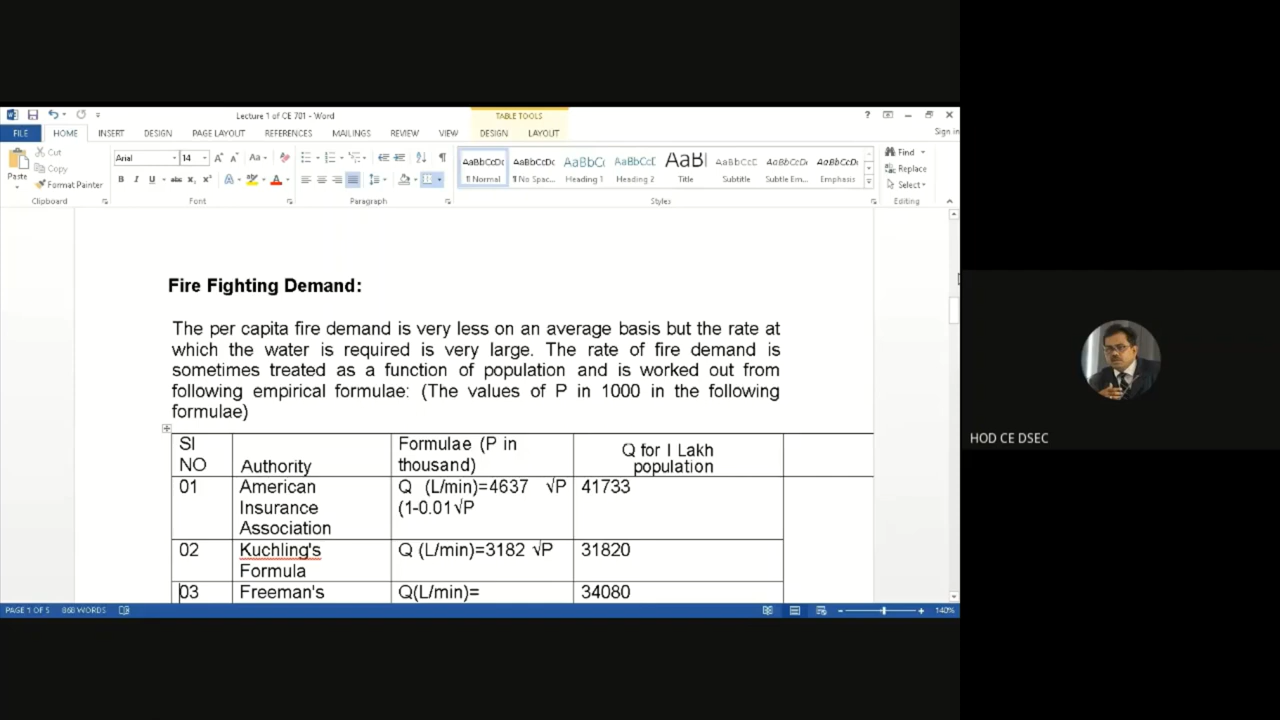 Lecture 1 of CE 701 - Word
TABLE TOOLS
Sign in
FILE HOME INSERT DESIGN PAGE LAYOUT REFERENCES MAILINGS REVIEW VIEW DESIGN LAYOUT
Paste
Cut
Copy
Format Painter
Clipboard
Arial 14
Font
Paragraph
AaBbCcDc AaBbCcDc AaBbCc AaBbCcD AaBl AaBbCcC AaBbCcDc AaBbCcDc
¶ Normal ¶ No Spac... Heading 1 Heading 2 Title Subtitle Subtle Em... Emphasis
Styles
Find
Replace
Select
Editing
Fire Fighting Demand:
The per capita fire demand is very less on an average basis but the rate at
which the water is required is very large. The rate of fire demand is
sometimes treated as a function of population and is worked out from
following empirical formulae: (The values of P in 1000 in the following
formulae)
Sl NO
Authority
Formulae (P in thousand)
Q for I Lakh population
01
American Insurance Association
Q (L/min)=4637 √P (1-0.01√P
41733
02
Kuchling's Formula
Q (L/min)=3182 √P
31820
03
Freeman's
Q(L/min)=
34080
PAGE 1 OF 5 868 WORDS
140%
HOD CE DSEC